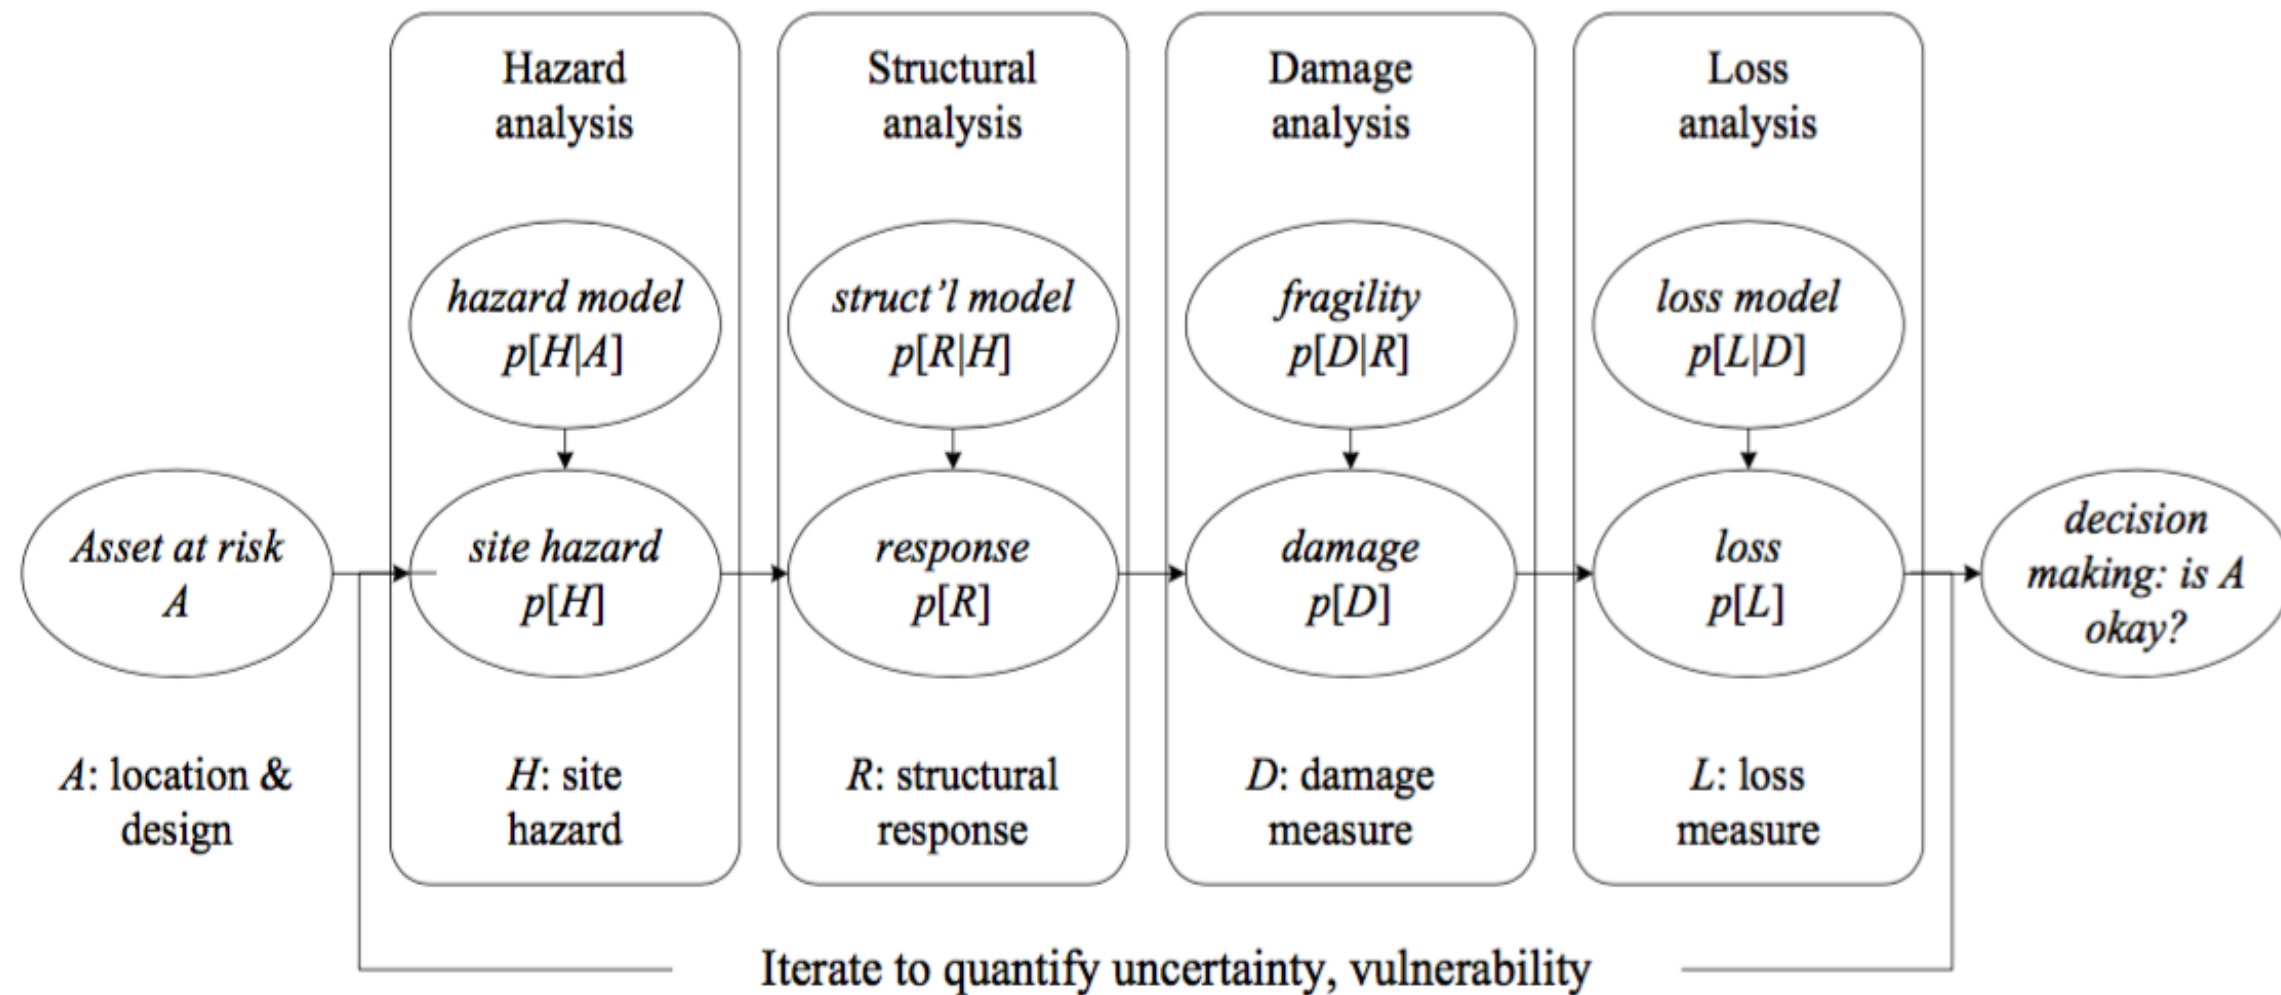 Hazard
analysis
Structural
analysis
Damage
analysis
Loss
analysis
hazard model
p[H|A]
struct'l model
p[R|H]
fragility
p[D|R]
loss model
p[L|D]
Asset at risk
A
site hazard
p[H]
response
p[R]
damage
p[D]
loss
p[L]
decision
making: is A
okay?
A: location &
design
H: site
hazard
R: structural
response
D: damage
measure
L: loss
measure
Iterate to quantify uncertainty, vulnerability